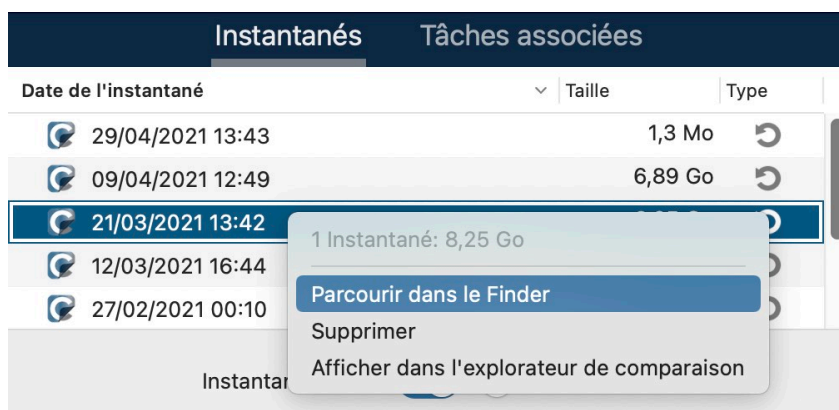 Instantanés Tâches associées
Date de l'instantané Taille Type
29/04/2021 13:43 1,3 Mo
09/04/2021 12:49 6,89 Go
21/03/2021 13:42
1 Instantané: 8,25 Go
12/03/2021 16:44
Parcourir dans le Finder
27/02/2021 00:10
Supprimer
Afficher dans l'explorateur de comparaison